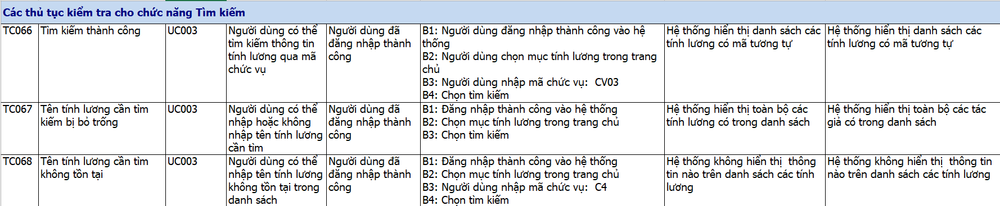 Các thủ tục kiểm tra cho chức năng Tìm kiếm
TC066
Tìm kiếm thành công
UC003
Người dùng có thể
tìm kiếm thông tin
tính lương qua mã
chức vụ
Người dùng đã
đăng nhập thành
công
B1: Người dùng đăng nhập thành công vào hệ
thống
B2: Người dùng chọn mục tính lương trong trang
chủ
B3: Người dùng nhập mã chức vụ:  CV03
B4: Chọn tìm kiếm
Hệ thống hiển thị danh sách các
tính lương có mã tương tự
Hệ thống hiển thị danh sách các
tính lương có mã tương tự
TC067
Tên tính lương cần tìm
kiếm bị bỏ trống
UC003
Người dùng có thể
nhập hoặc không
nhập tên tính lương
cần tìm
Người dùng đã
đăng nhập thành
công
B1: Đăng nhập thành công vào hệ thống
B2: Chọn mục tính lương trong trang chủ
B3: Chọn tìm kiếm
Hệ thống hiển thị toàn bộ các
tính lương có trong danh sách
Hệ thống hiển thị toàn bộ các tác
giả có trong danh sách
TC068
Tên tính lương cần tìm
không tồn tại
UC003
Người dùng có thể
nhập tên tính lương
không tồn tại trong
danh sách
Người dùng đã
đăng nhập thành
công
B1: Đăng nhập thành công vào hệ thống
B2: Chọn mục tính lương trong trang chủ
B3: Người dùng nhập mã chức vụ:  C4
B4: Chọn tìm kiếm
Hệ thống không hiển thị  thông
tin nào trên danh sách các tính
lương
Hệ thống không hiển thị  thông tin
nào trên danh sách các tính lương